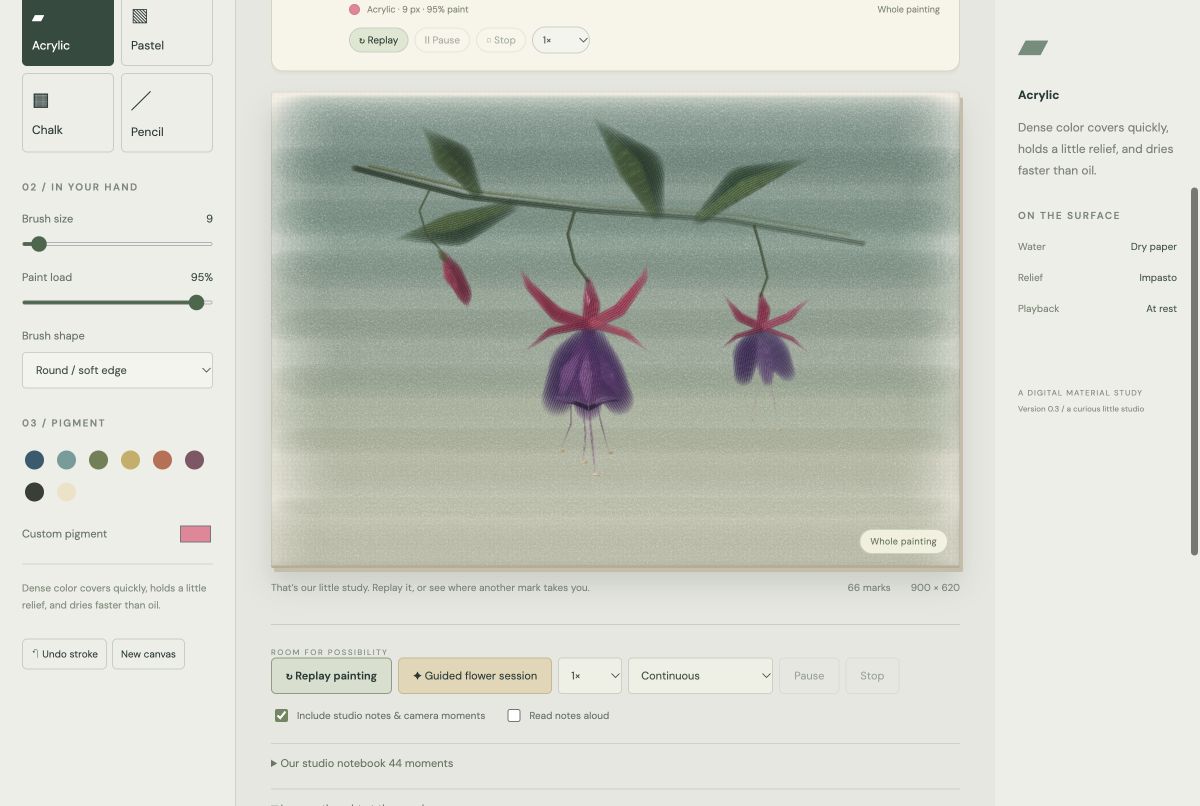 Acrylic
Pastel
Chalk
Pencil
02 / IN YOUR HAND
Brush size 9
Paint load 95%
Brush shape
Round / soft edge
03 / PIGMENT
Custom pigment
Dense color covers quickly, holds a little
relief, and dries faster than oil.
Undo stroke
New canvas
Acrylic · 9 px · 95% paint
Whole painting
↻ Replay
II Pause
▫ Stop
1×
Whole painting
That's our little study. Replay it, or see where another mark takes you.
66 marks
900 × 620
ROOM FOR POSSIBILITY
↻ Replay painting
✦ Guided flower session
1×
Continuous
Pause
Stop
Include studio notes & camera moments
Read notes aloud
Our studio notebook 44 moments
Acrylic
Dense color covers quickly,
holds a little relief, and dries
faster than oil.
ON THE SURFACE
Water Dry paper
Relief Impasto
Playback At rest
A DIGITAL MATERIAL STUDY
Version 0.3 / a curious little studio